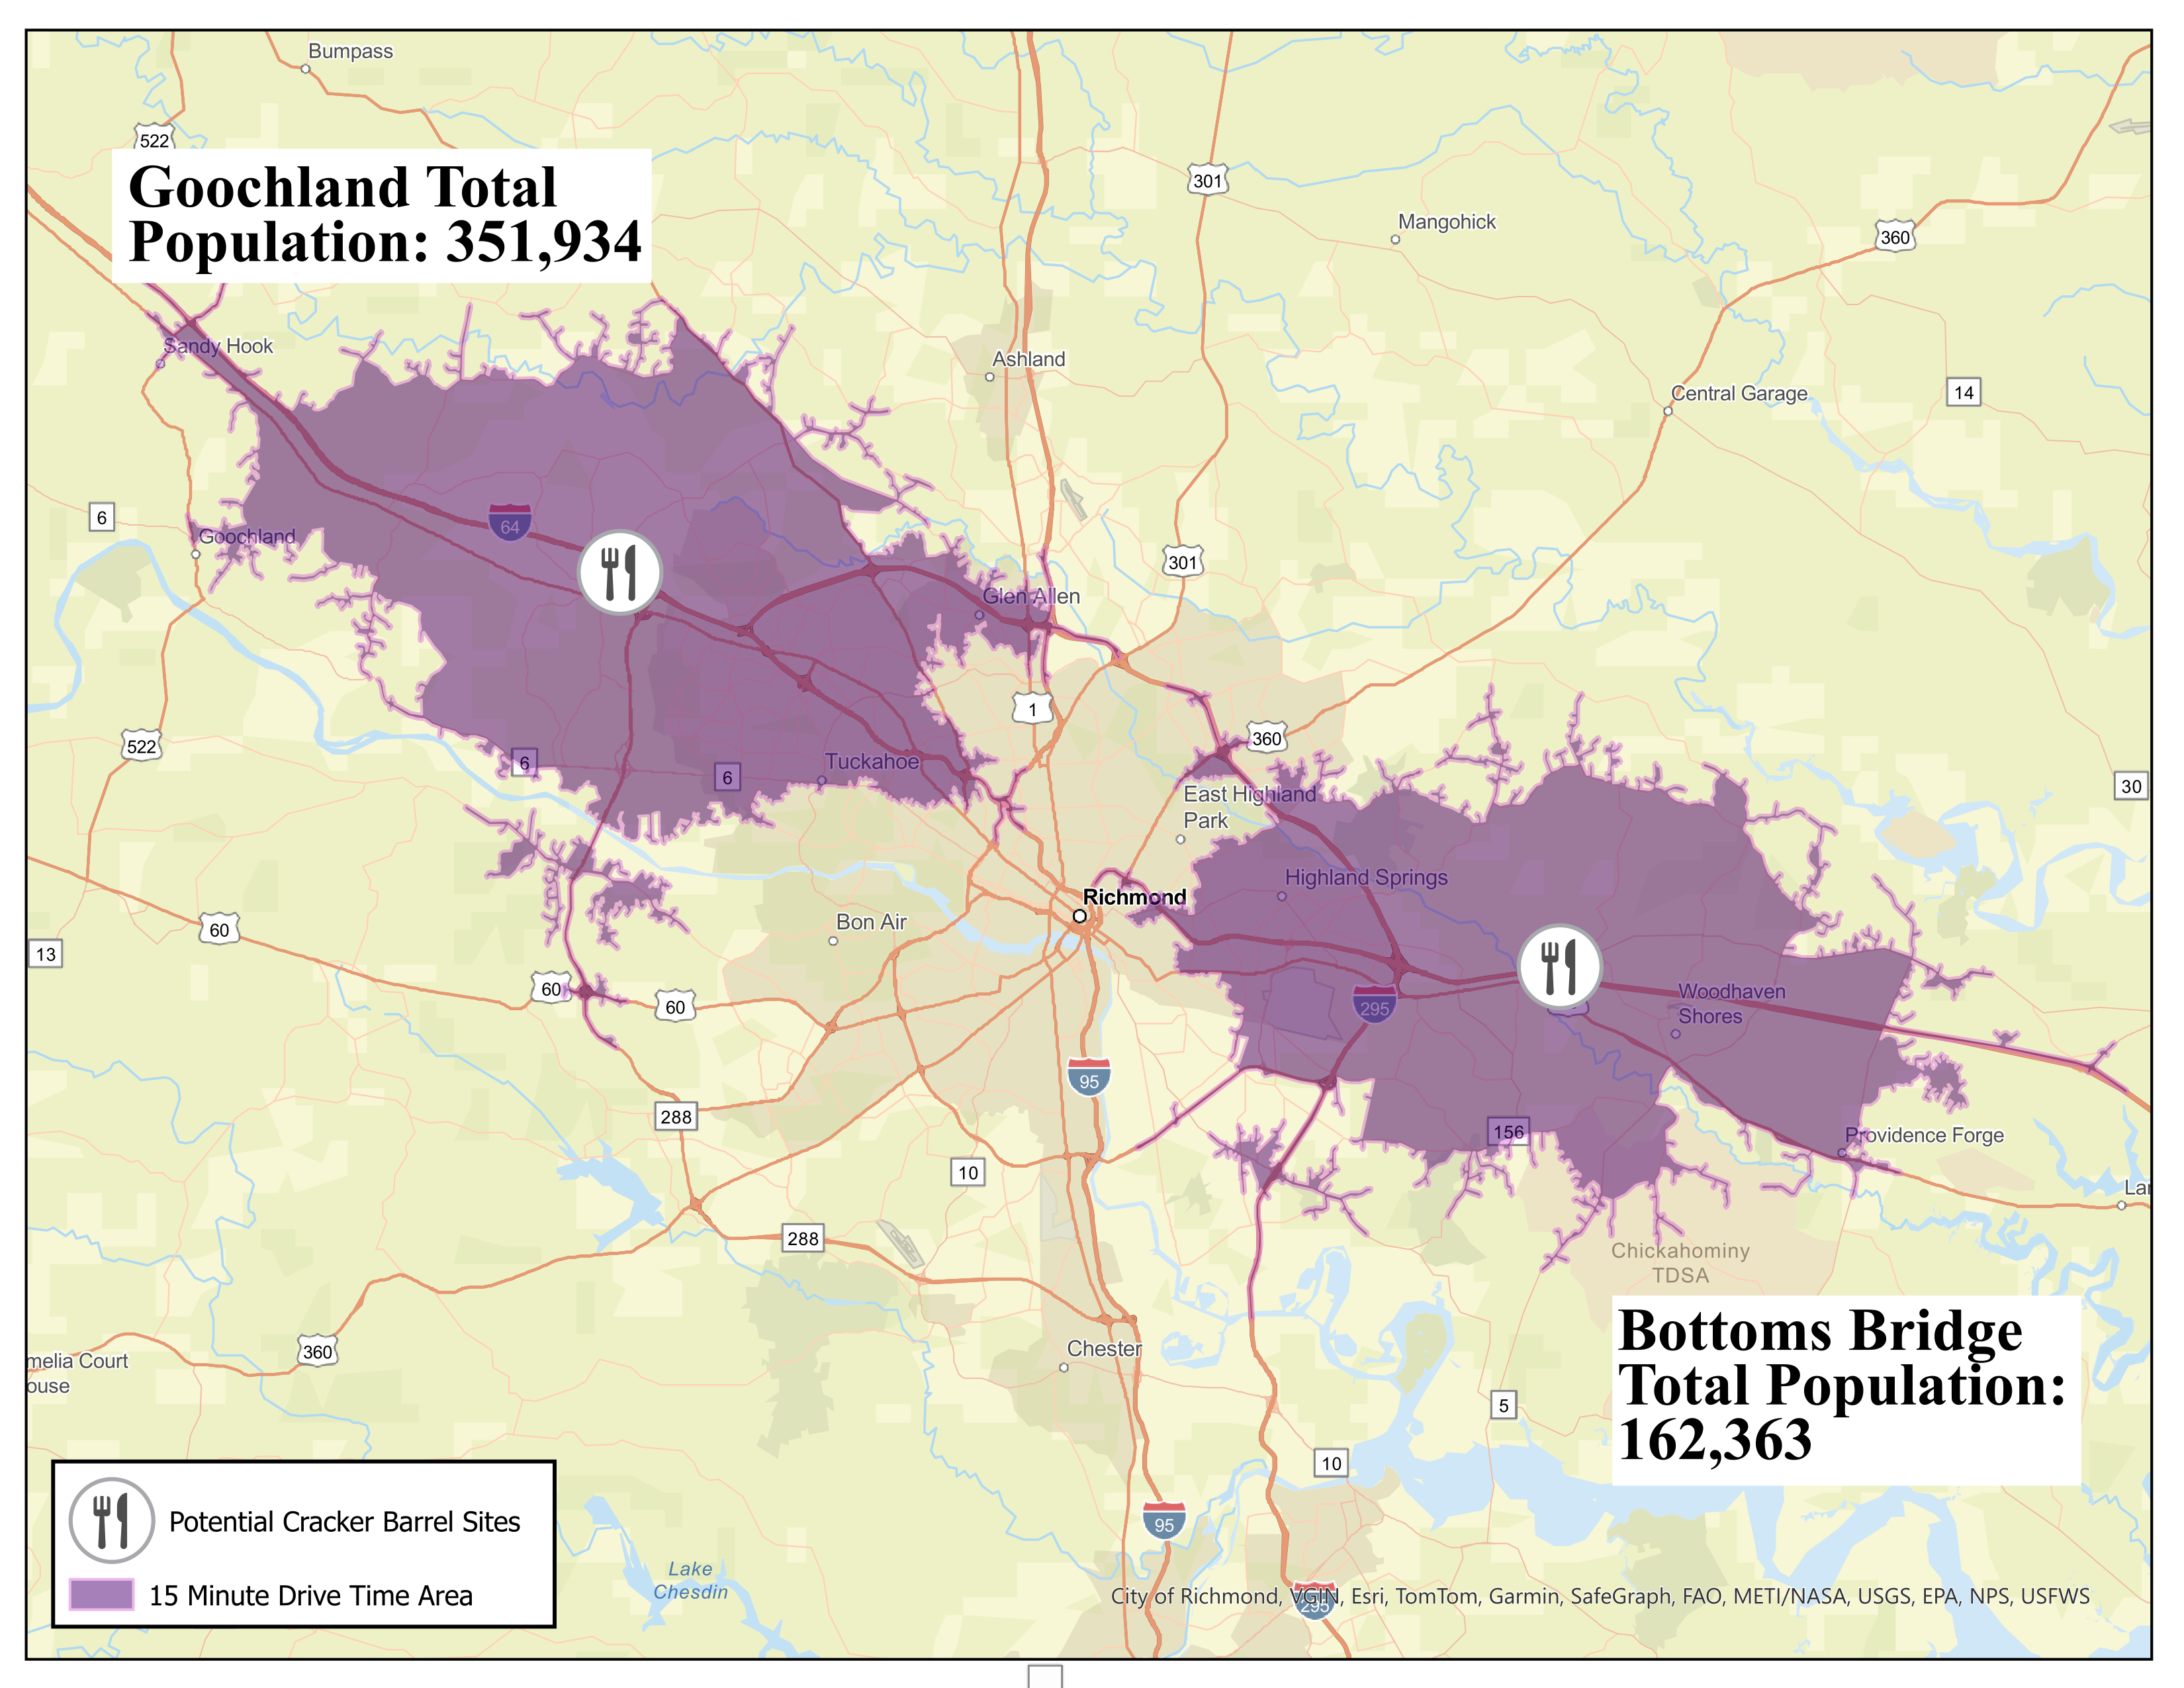 Bumpass
522
Goochland Total
Population: 351,934
301
Mangohick
360
Sandy Hook
Ashland
Central Garage
14
6
64
Goochland
301
Glen Allen
1
522
6
6
Tuckahoe
360
30
East Highland
Park
Highland Springs
Richmond
Bon Air
60
13
60
60
295
Woodhaven
Shores
95
288
156
Providence Forge
10
Lan
288
Chickahominy
TDSA
360
Chester
melia Court
ouse
Bottoms Bridge
Total Population:
162,363
5
10
95
Potential Cracker Barrel Sites
15 Minute Drive Time Area
Lake
Chesdin
295
City of Richmond, VGIN, Esri, TomTom, Garmin, SafeGraph, FAO, METI/NASA, USGS, EPA, NPS, USFWS